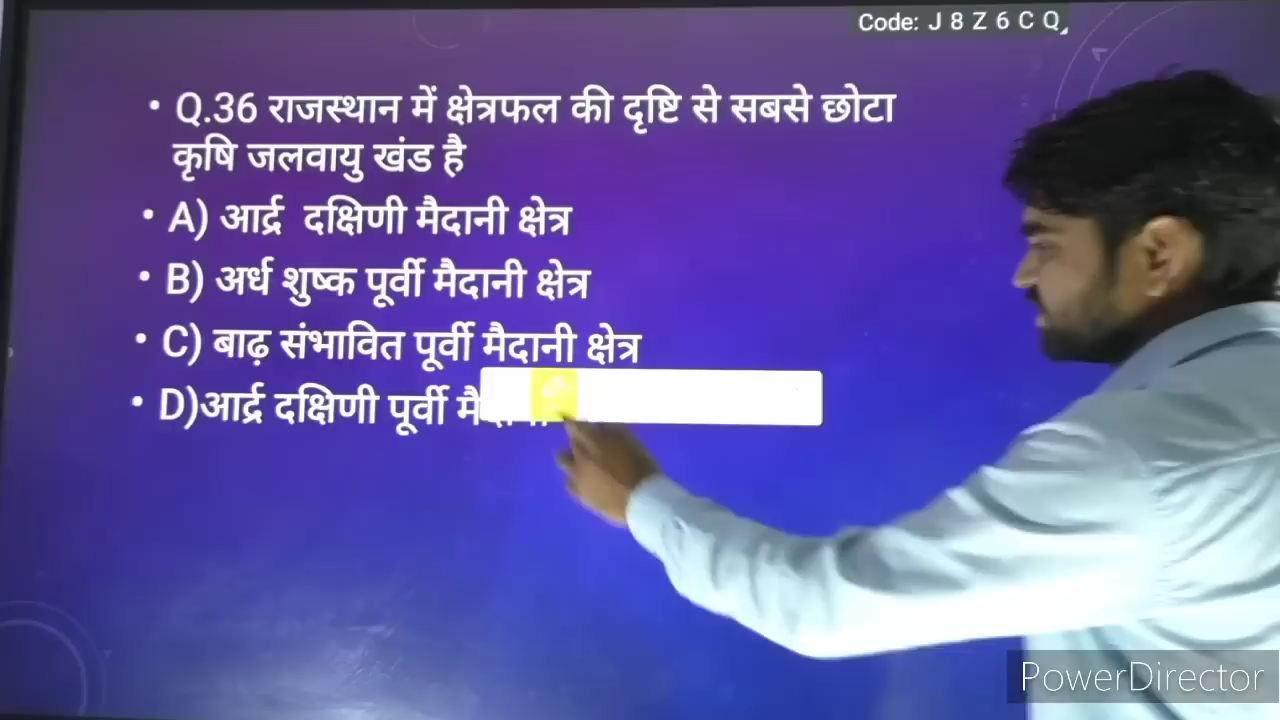 Code: J 8 Z 6 C Q
• Q.36 राजस्थान में क्षेत्रफल की दृष्टि से सबसे छोटा
कृषि जलवायु खंड है
• A) आर्द्र दक्षिणी मैदानी क्षेत्र
• B) अर्ध शुष्क पूर्वी मैदानी क्षेत्र
• C) बाढ़ संभावित पूर्वी मैदानी क्षेत्र
• D)आर्द्र दक्षिणी पूर्वी
PowerDirector